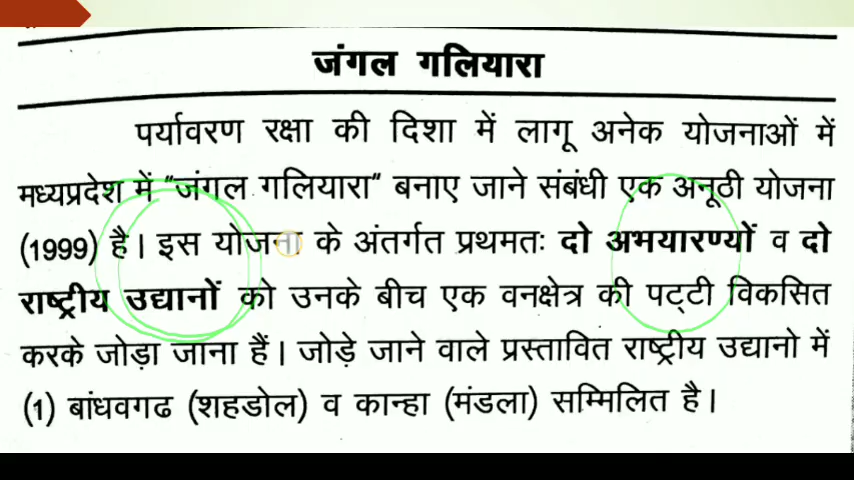 जंगल गलियारा
पर्यावरण रक्षा की दिशा में लागू अनेक योजनाओं में
मध्यप्रदेश में "जंगल गलियारा" बनाए जाने संबंधी एक अनूठी योजना
(1999) है। इस योजना के अंतर्गत प्रथमतः दो अभयारण्यों व दो
राष्ट्रीय उद्यानों को उनके बीच एक वनक्षेत्र की पट्टी विकसित
करके जोड़ा जाना हैं। जोड़े जाने वाले प्रस्तावित राष्ट्रीय उद्यानो में
(1) बांधवगढ (शहडोल) व कान्हा (मंडला) सम्मिलित है।